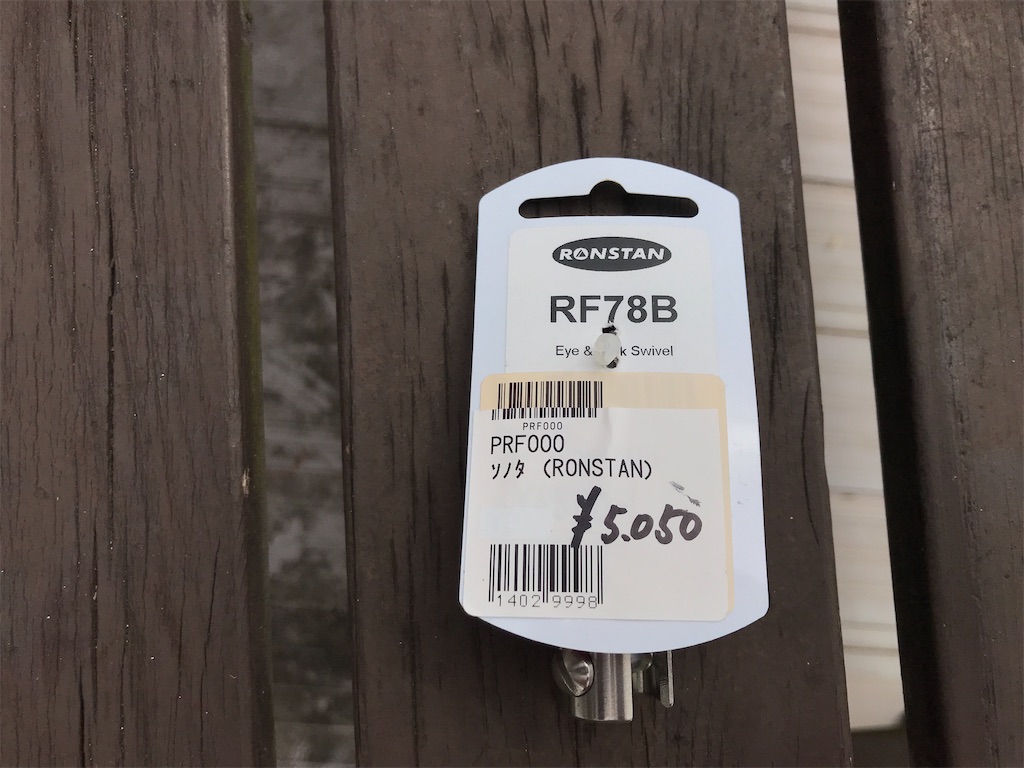 RONSTAN
RF78B
Eye & Swivel
PRF000
PRF000
ｿﾉﾀ (RONSTAN)
¥5.050
1402 9998